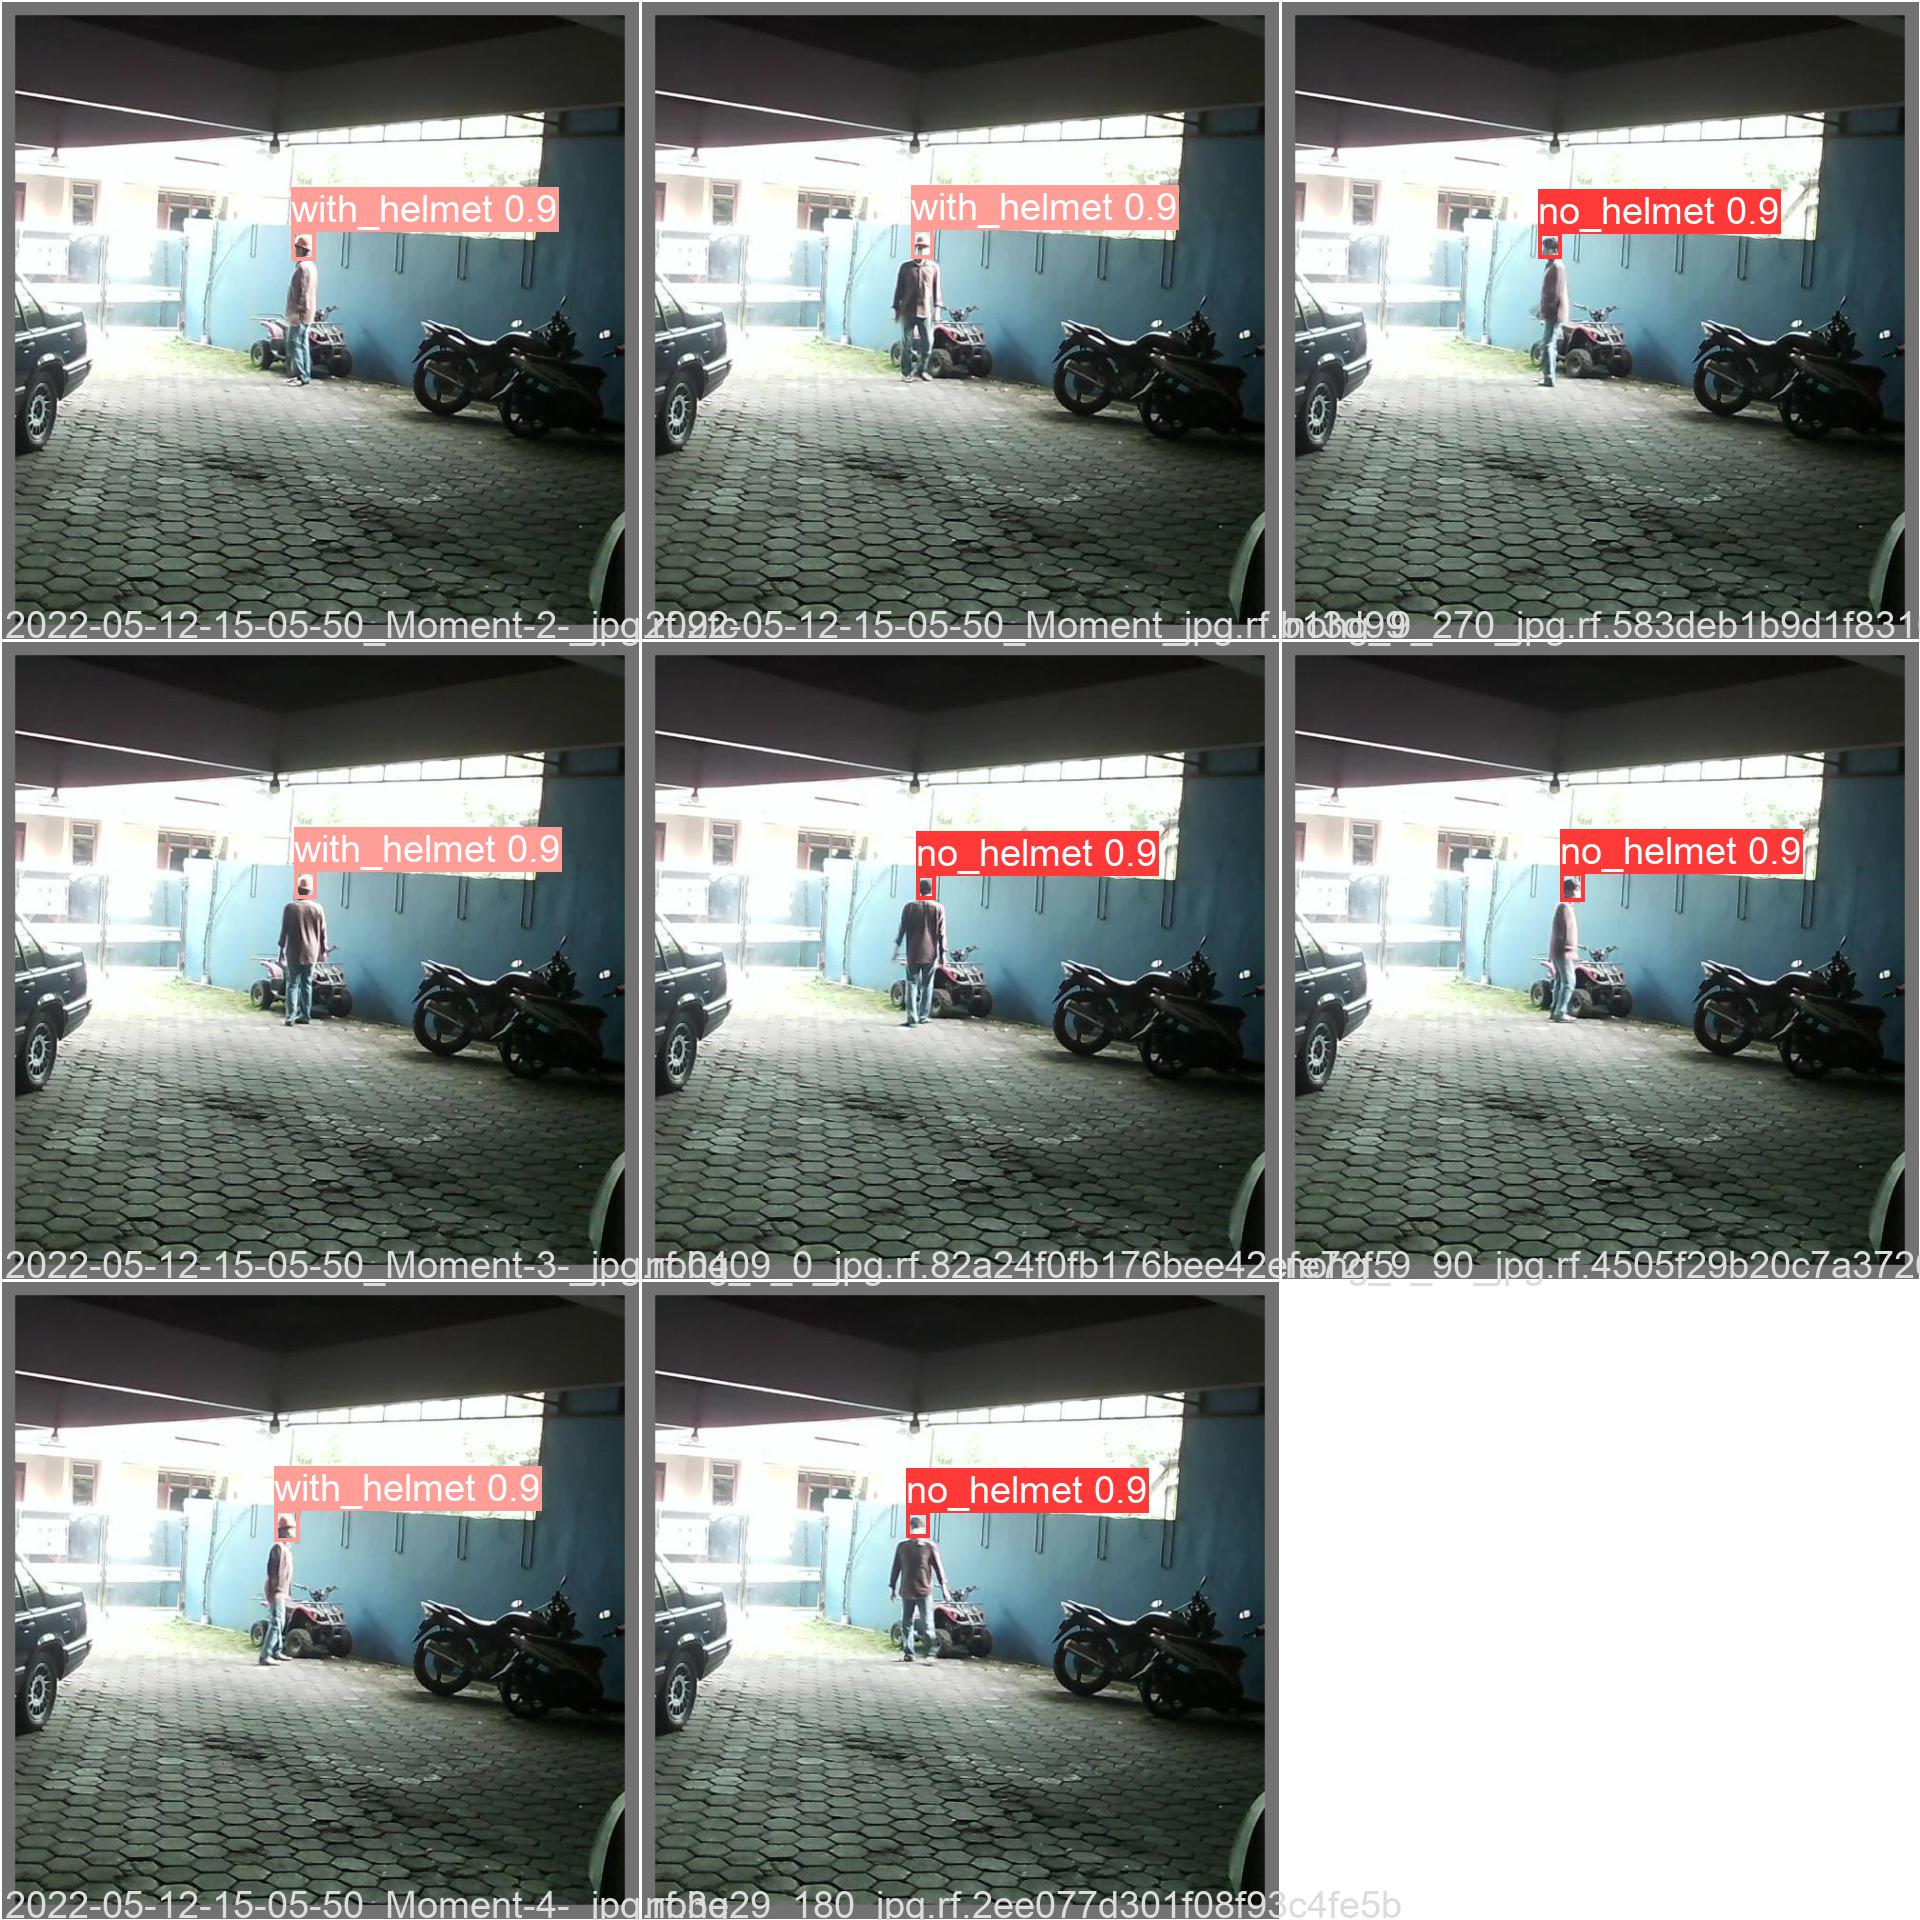 with_helmet 0.9
with_helmet 0.9
no_helmet 0.9
2022-05-12-15-05-50_Moment-2-_jpg
2022-05-12-15-05-50_Moment_jpg.rf.
_270_jpg.rf.583deb1b9d1f831
with_helmet 0.9
no_helmet 0.9
no_helmet 0.9
2022-05-12-15-05-50_Moment-3-_jpg
9_0_jpg.rf.82a24f0fb176bee42
_9_90_jpg.rf.4505f29b20c7a372
with_helmet 0.9
no_helmet 0.9
2022-05-12-15-05-50_Moment-4-_jpg
_180_jpg.rf.2ee077d301f08f93c4fe5b